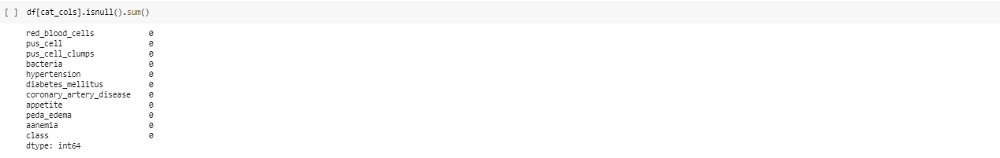 [ ] df[cat_cols].isnull().sum()
red_blood_cells 0
pus_cell 0
pus_cell_clumps 0
bacteria 0
hypertension 0
diabetes_mellitus 0
coronary_artery_disease 0
appetite 0
peda_edema 0
aanemia 0
class 0
dtype: int64